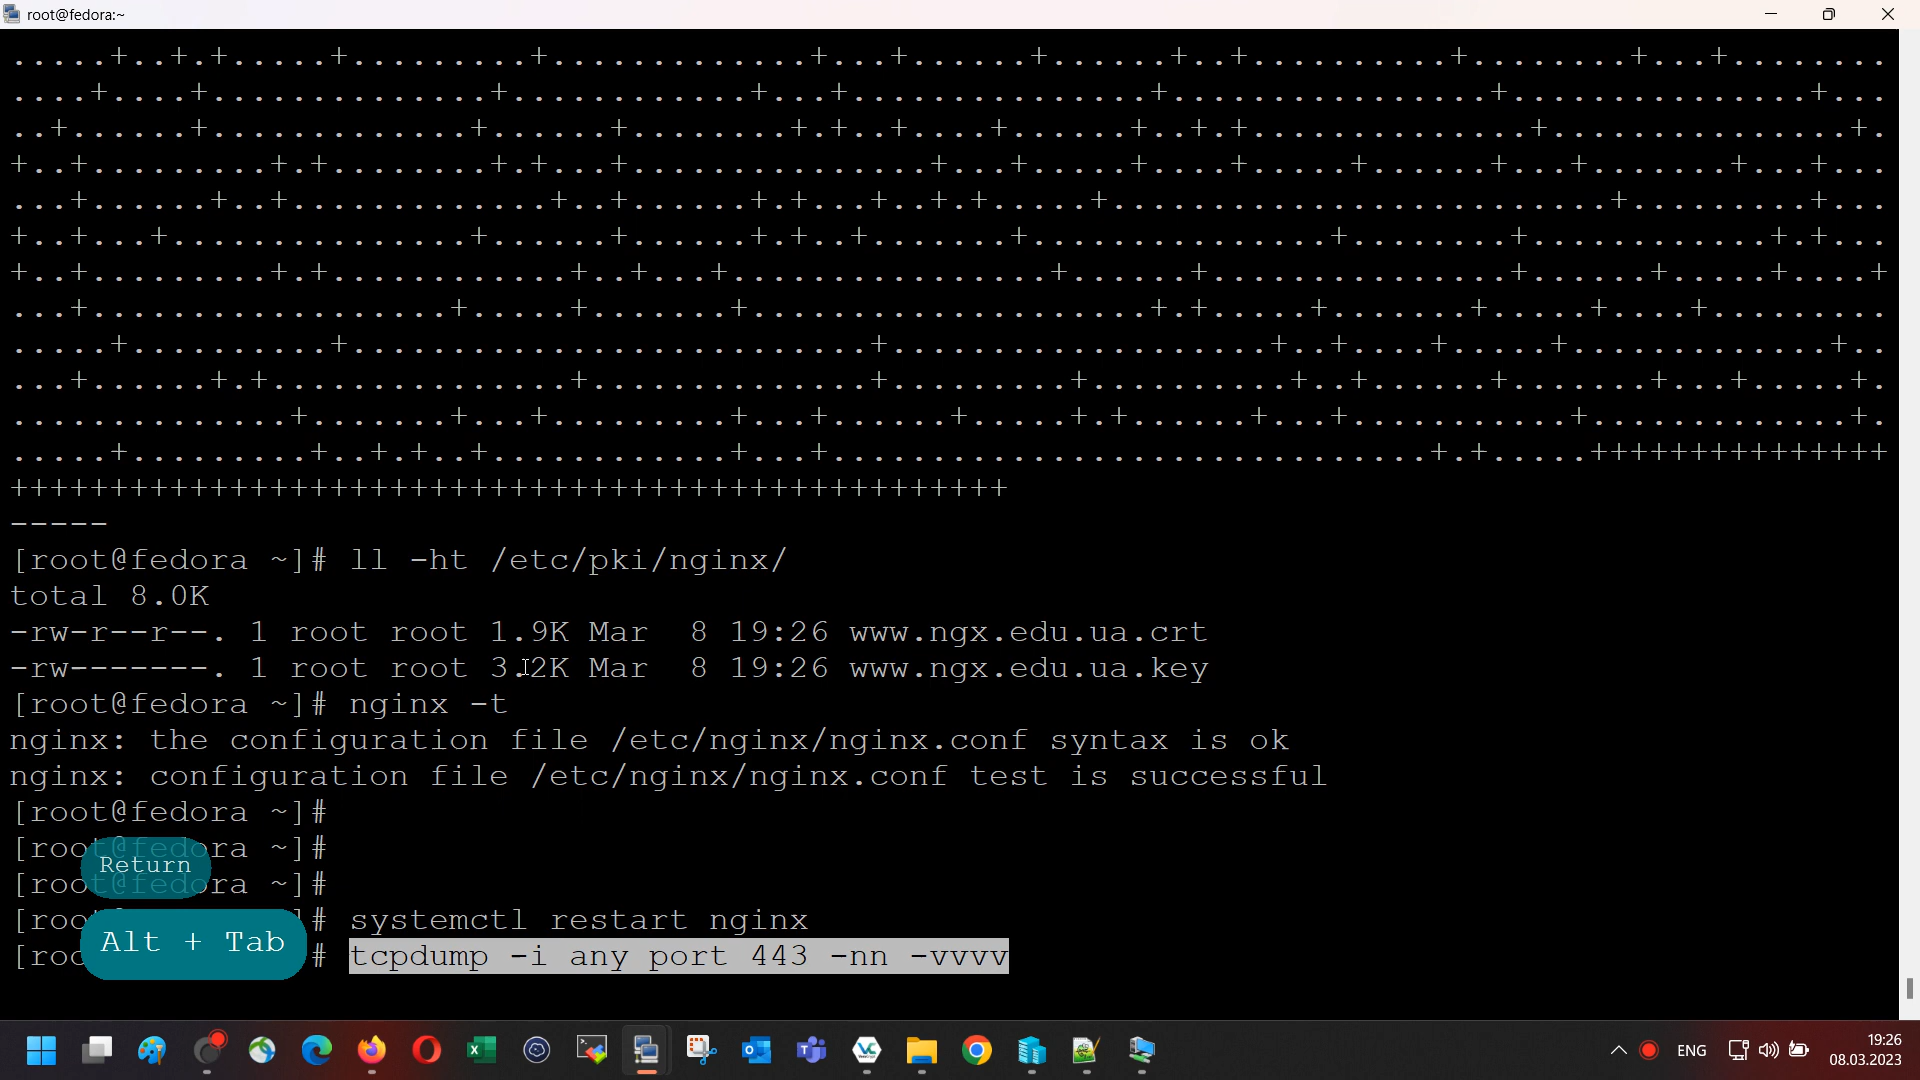 root@fedora:~
-----
[root@fedora ~]# ll -ht /etc/pki/nginx/
total 8.0K
-rw-r--r--. 1 root root 1.9K Mar  8 19:26 www.ngx.edu.ua.crt
-rw-------. 1 root root 3.2K Mar  8 19:26 www.ngx.edu.ua.key
[root@fedora ~]# nginx -t
nginx: the configuration file /etc/nginx/nginx.conf syntax is ok
nginx: configuration file /etc/nginx/nginx.conf test is successful
[root@fedora ~]#
[root@fedora ~]#
Return
[root@fedora ~]#
# systemctl restart nginx
Alt + Tab
# tcpdump -i any port 443 -nn -vvvv
ENG
19:26
08.03.2023